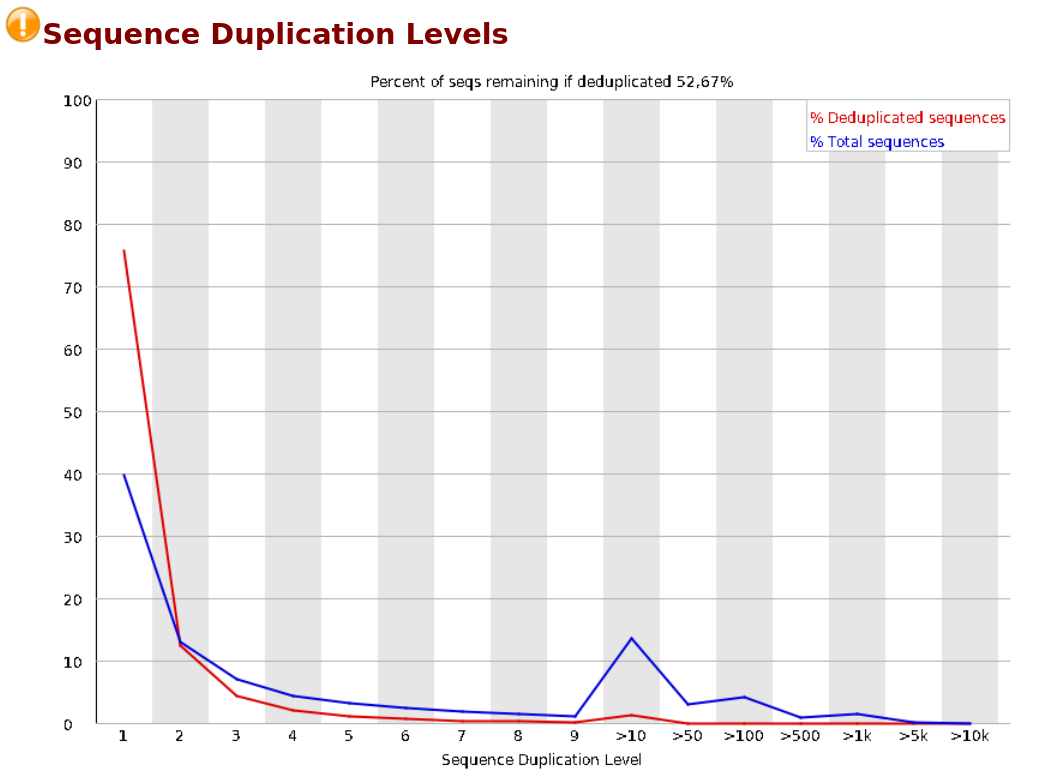 Sequence Duplication Levels
Percent of seqs remaining if deduplicated 52,67%
% Deduplicated sequences
% Total sequences
100
90
80
70
60
50
40
30
20
10
0
1 2 3 4 5 6 7 8 9 >10 >50 >100 >500 >1k >5k >10k
Sequence Duplication Level